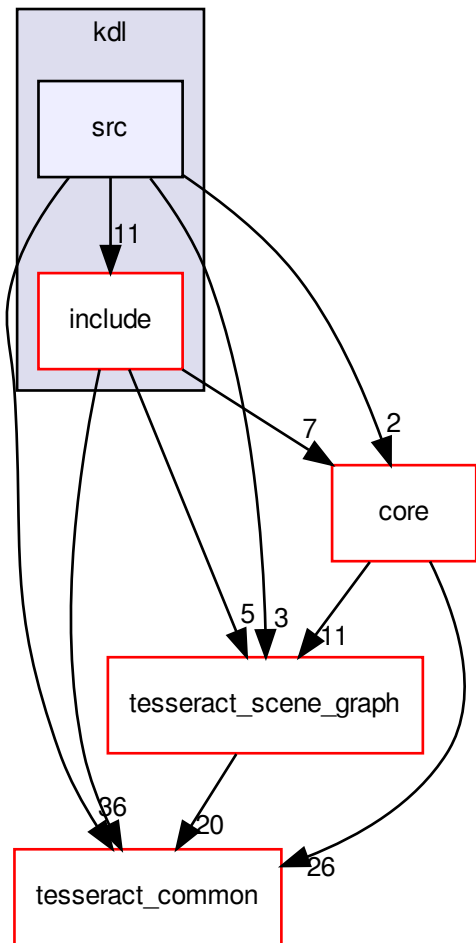 kdl
src
11
include
7
2
core
5
3
11
tesseract_scene_graph
36
20
26
tesseract_common